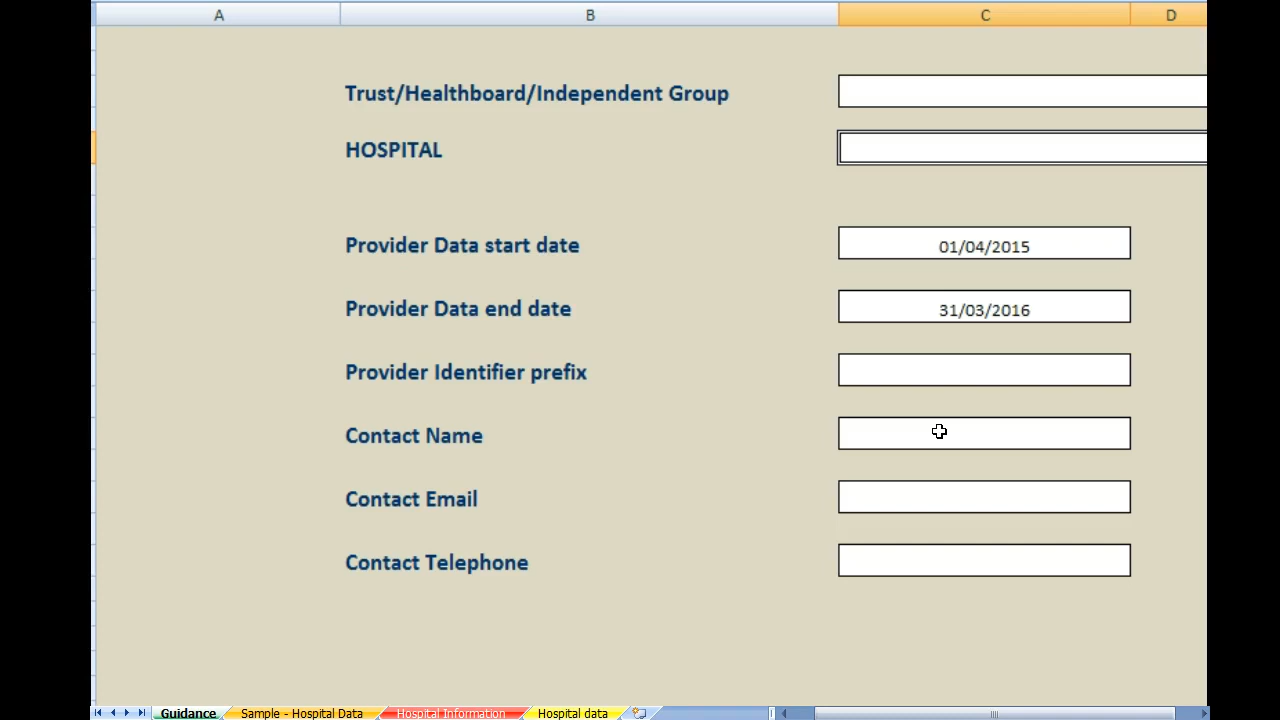 A B C D
Trust/Healthboard/Independent Group
HOSPITAL
Provider Data start date 01/04/2015
Provider Data end date 31/03/2016
Provider Identifier prefix
Contact Name
Contact Email
Contact Telephone
Guidance Sample - Hospital Data Hospital Information Hospital data